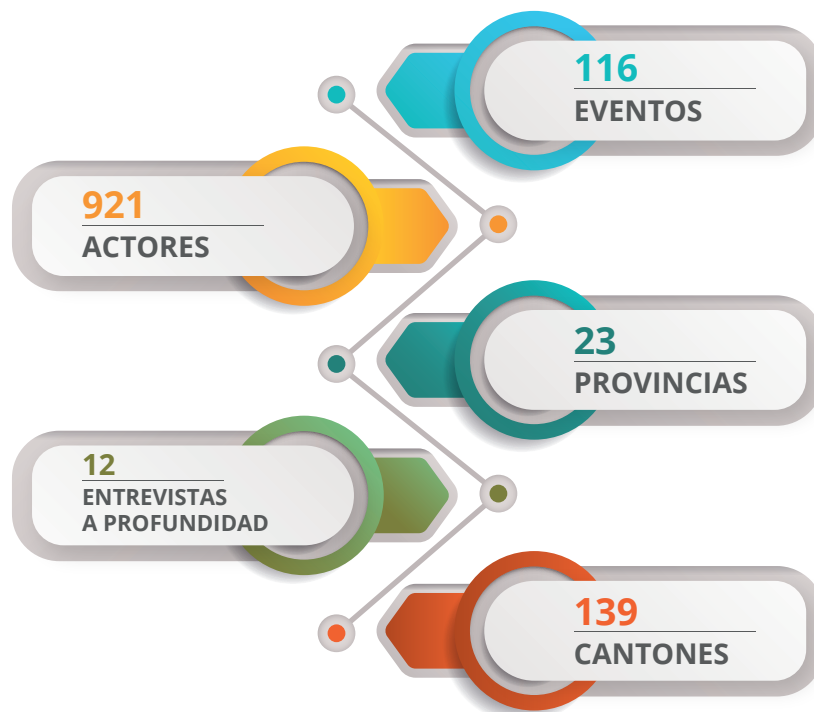 116
EVENTOS
921
ACTORES
23
PROVINCIAS
12
ENTREVISTAS
A PROFUNDIDAD
139
CANTONES